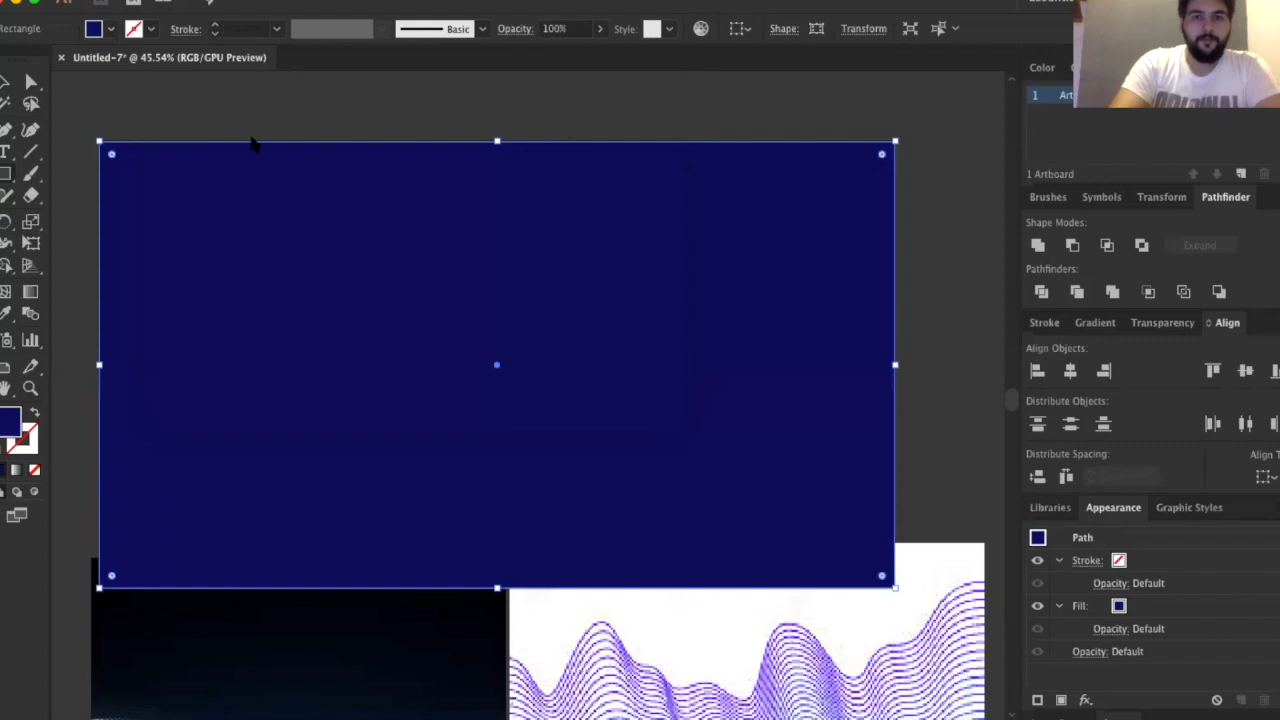 Rectangle
Stroke:
Basic
Opacity: 100%
Style:
Shape:
Transform
× Untitled-7* @ 45.54% (RGB/GPU Preview)
Color
1
1 Artboard
Brushes Symbols Transform Pathfinder
Shape Modes:
Expand
Pathfinders:
Stroke Gradient Transparency Align
Align Objects:
Distribute Objects:
Distribute Spacing:
Libraries Appearance Graphic Styles
Path
Stroke:
Opacity: Default
Fill:
Opacity: Default
Opacity: Default
fx
T
ORIGINAL